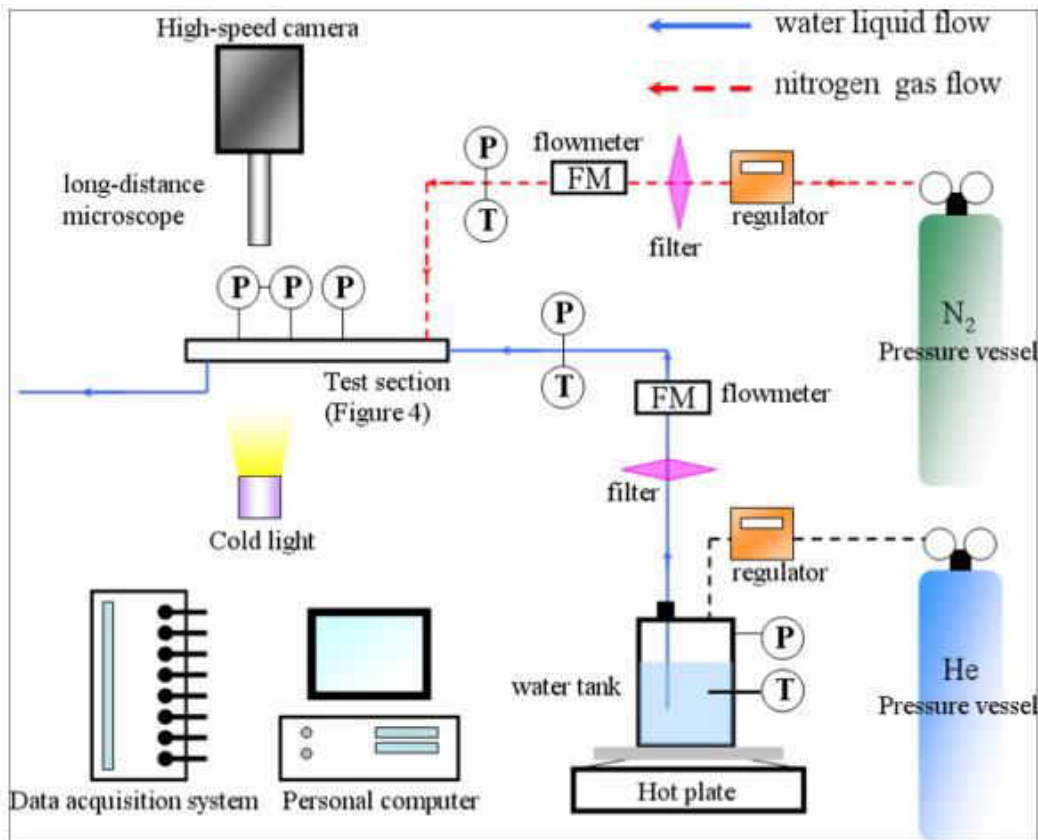 High-speed camera
water liquid flow
nitrogen gas flow
long-distance
microscope
P
T
flowmeter
FM
filter
regulator
P
P
P
N2
Pressure vessel
P
T
Test section
(Figure 4)
FM
flowmeter
filter
Cold light
regulator
water tank
P
T
He
Pressure vessel
Data acquisition system
Personal computer
Hot plate